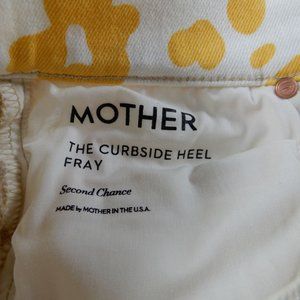 MOTHER
THE CURBSIDE HEEL
FRAY
Second Chance
MADE by MOTHER IN THE U.S.A.